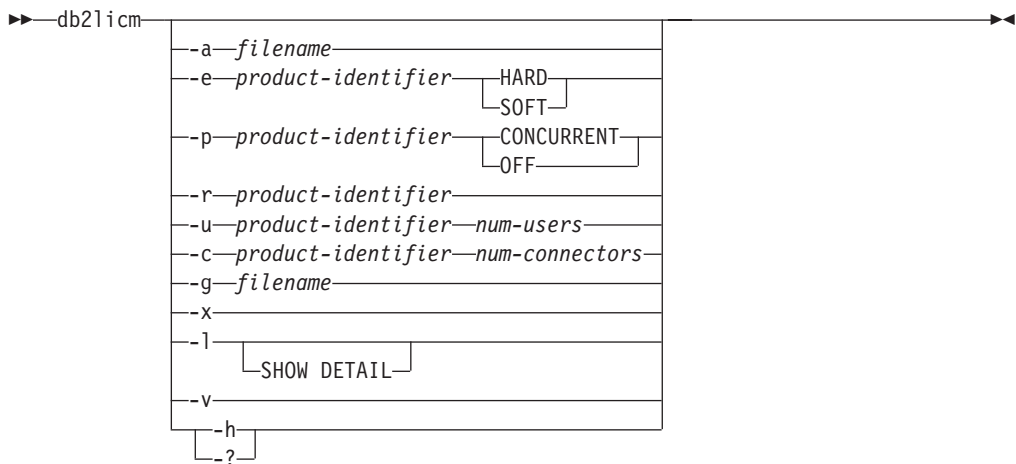 db2licm
-a filename
-e product-identifier HARD
SOFT
-p product-identifier CONCURRENT
OFF
-r product-identifier
-u product-identifier num-users
-c product-identifier num-connectors
-g filename
-x
-l
SHOW DETAIL
-v
-h
-?